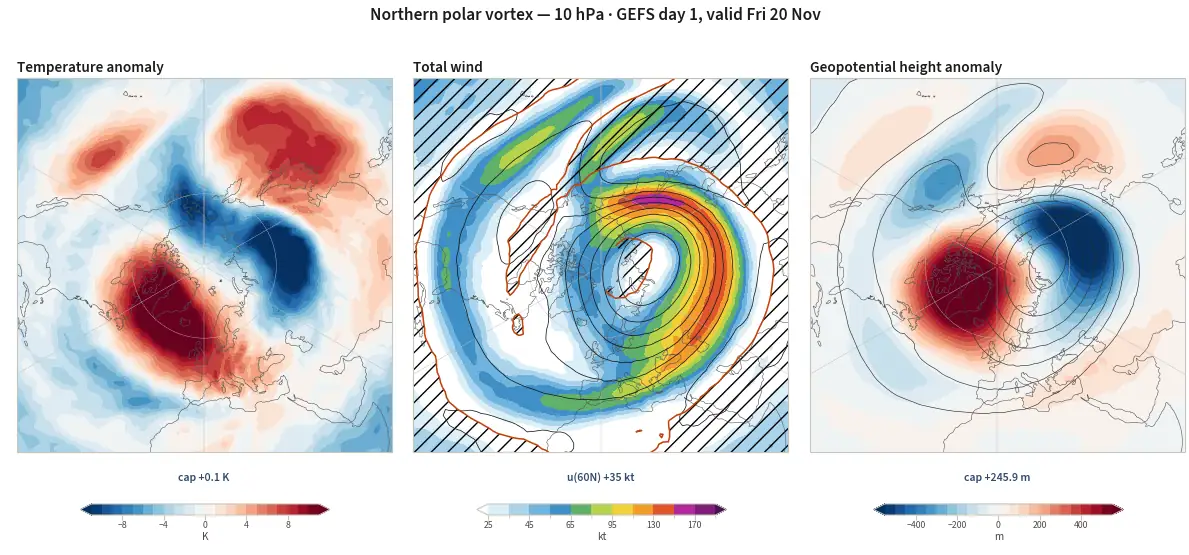 Northern polar vortex — 10 hPa · GEFS day 1, valid Fri 20 Nov
Temperature anomaly
Total wind
Geopotential height anomaly
cap +0.1 K
u(60N) +35 kt
cap +245.9 m
−8 −4 0 4 8
K
25 45 65 95 130 170
kt
−400 −200 0 200 400
m